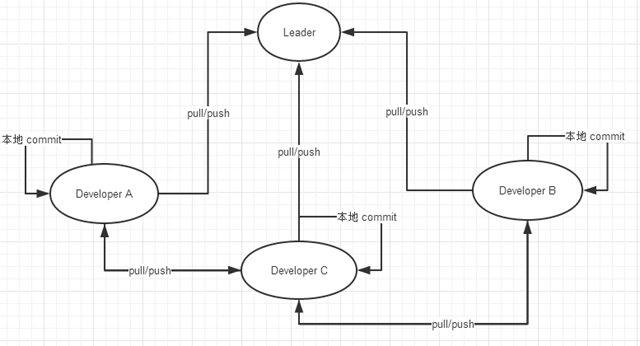 Leader
pull/push
pull/push
pull/push
本地 commit
本地 commit
Developer A
Developer B
本地 commit
Developer C
pull/push
pull/push